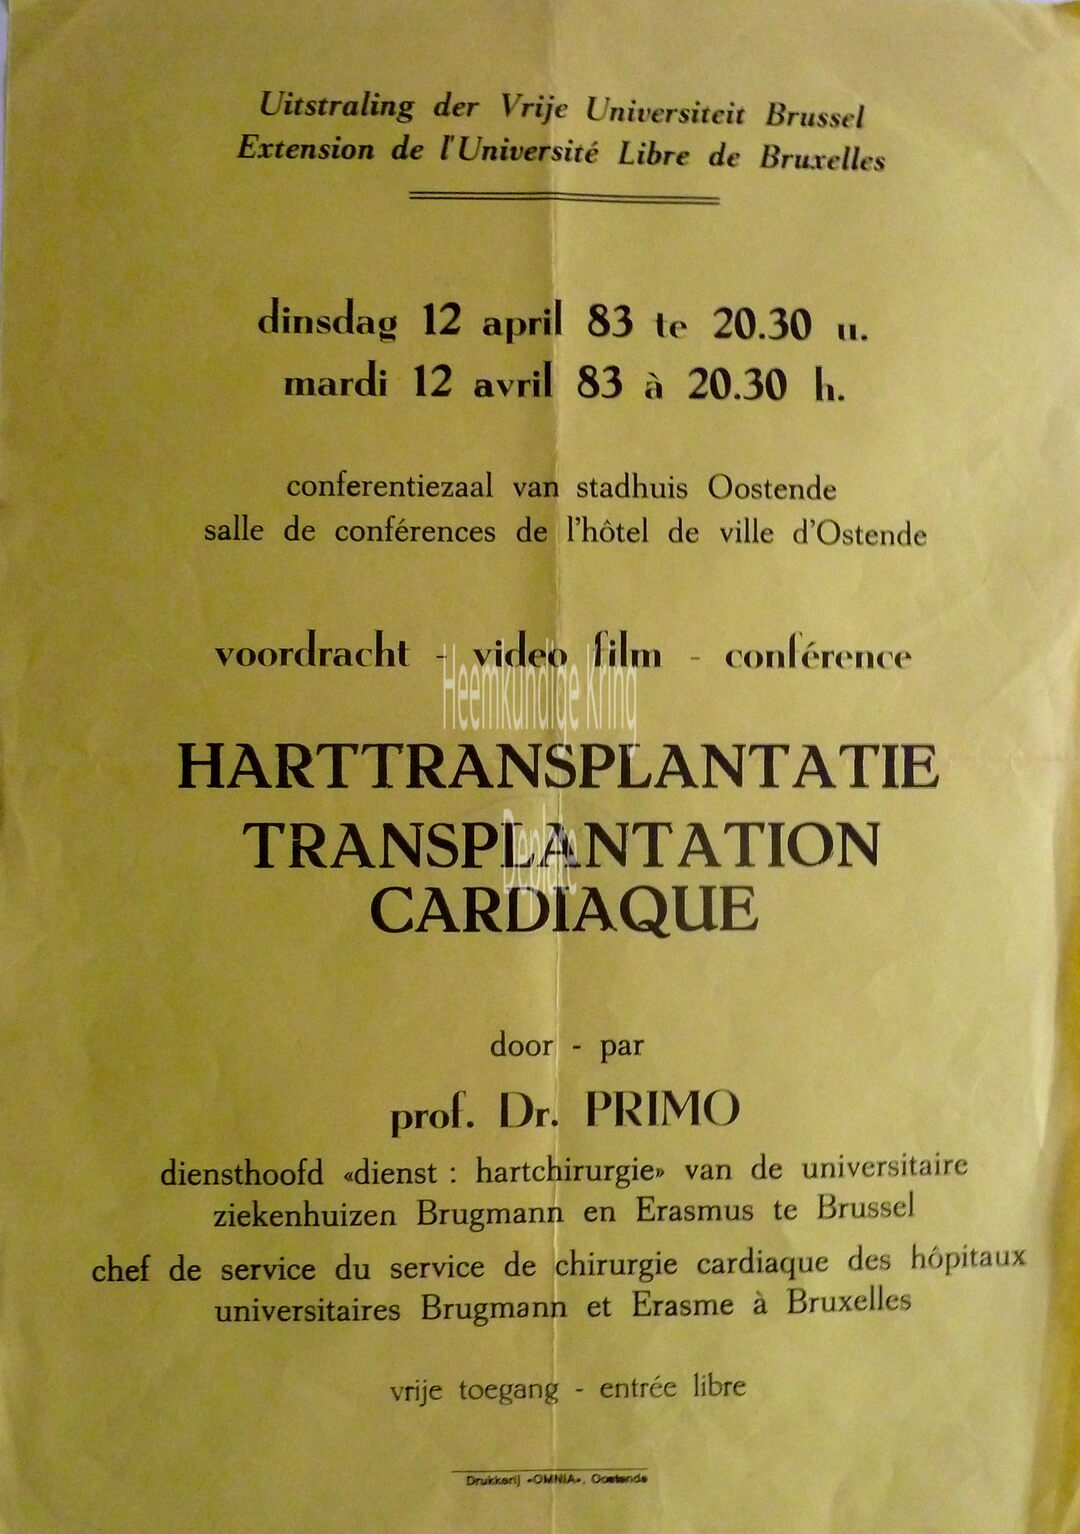 Uitstraling der Vrije Universiteit Brussel
Extension de l'Université Libre de Bruxelles
dinsdag 12 april 83 te 20.30 u.
mardi 12 avril 83 à 20.30 h.
conferentiezaal van stadhuis Oostende
salle de conférences de l'hôtel de ville d'Ostende
voordracht - video film - conférence
Heemkundige Kring
HARTTRANSPLANTATIE
Deplate
TRANSPLANTATION
CARDIAQUE
door - par
prof. Dr. PRIMO
diensthoofd «dienst : hartchirurgie» van de universitaire
ziekenhuizen Brugmann en Erasmus te Brussel
chef de service du service de chirurgie cardiaque des hôpitaux
universitaires Brugmann et Erasme à Bruxelles
vrije toegang - entrée libre
Drukkerij «OMNIA», Oostende